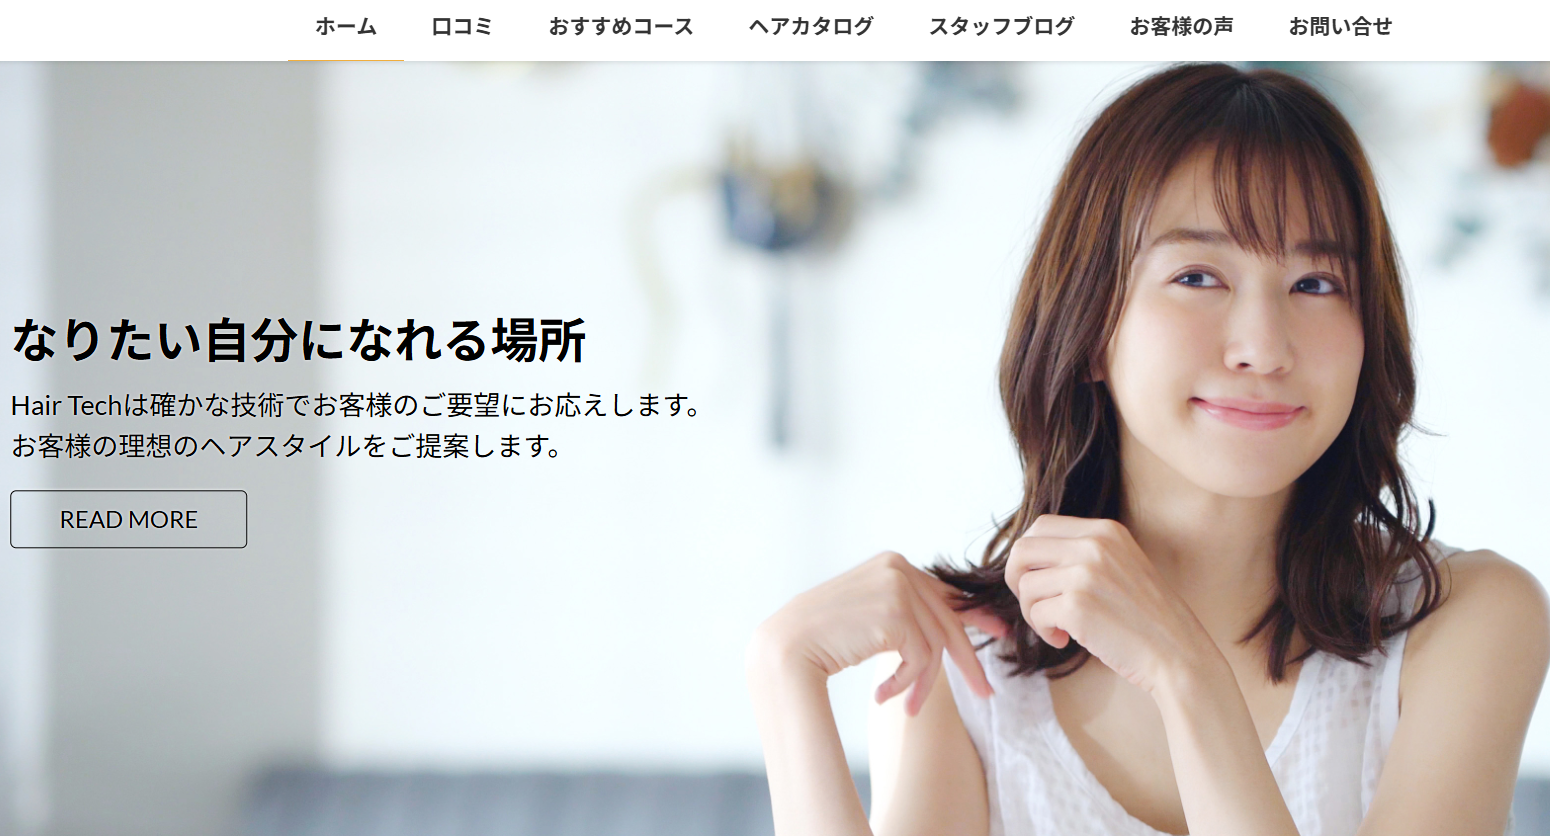 ホーム 口コミ おすすめコース ヘアカタログ スタッフブログ お客様の声 お問い合せ
なりたい自分になれる場所
Hair Techは確かな技術でお客様のご要望にお応えします。
お客様の理想のヘアスタイルをご提案します。
READ MORE